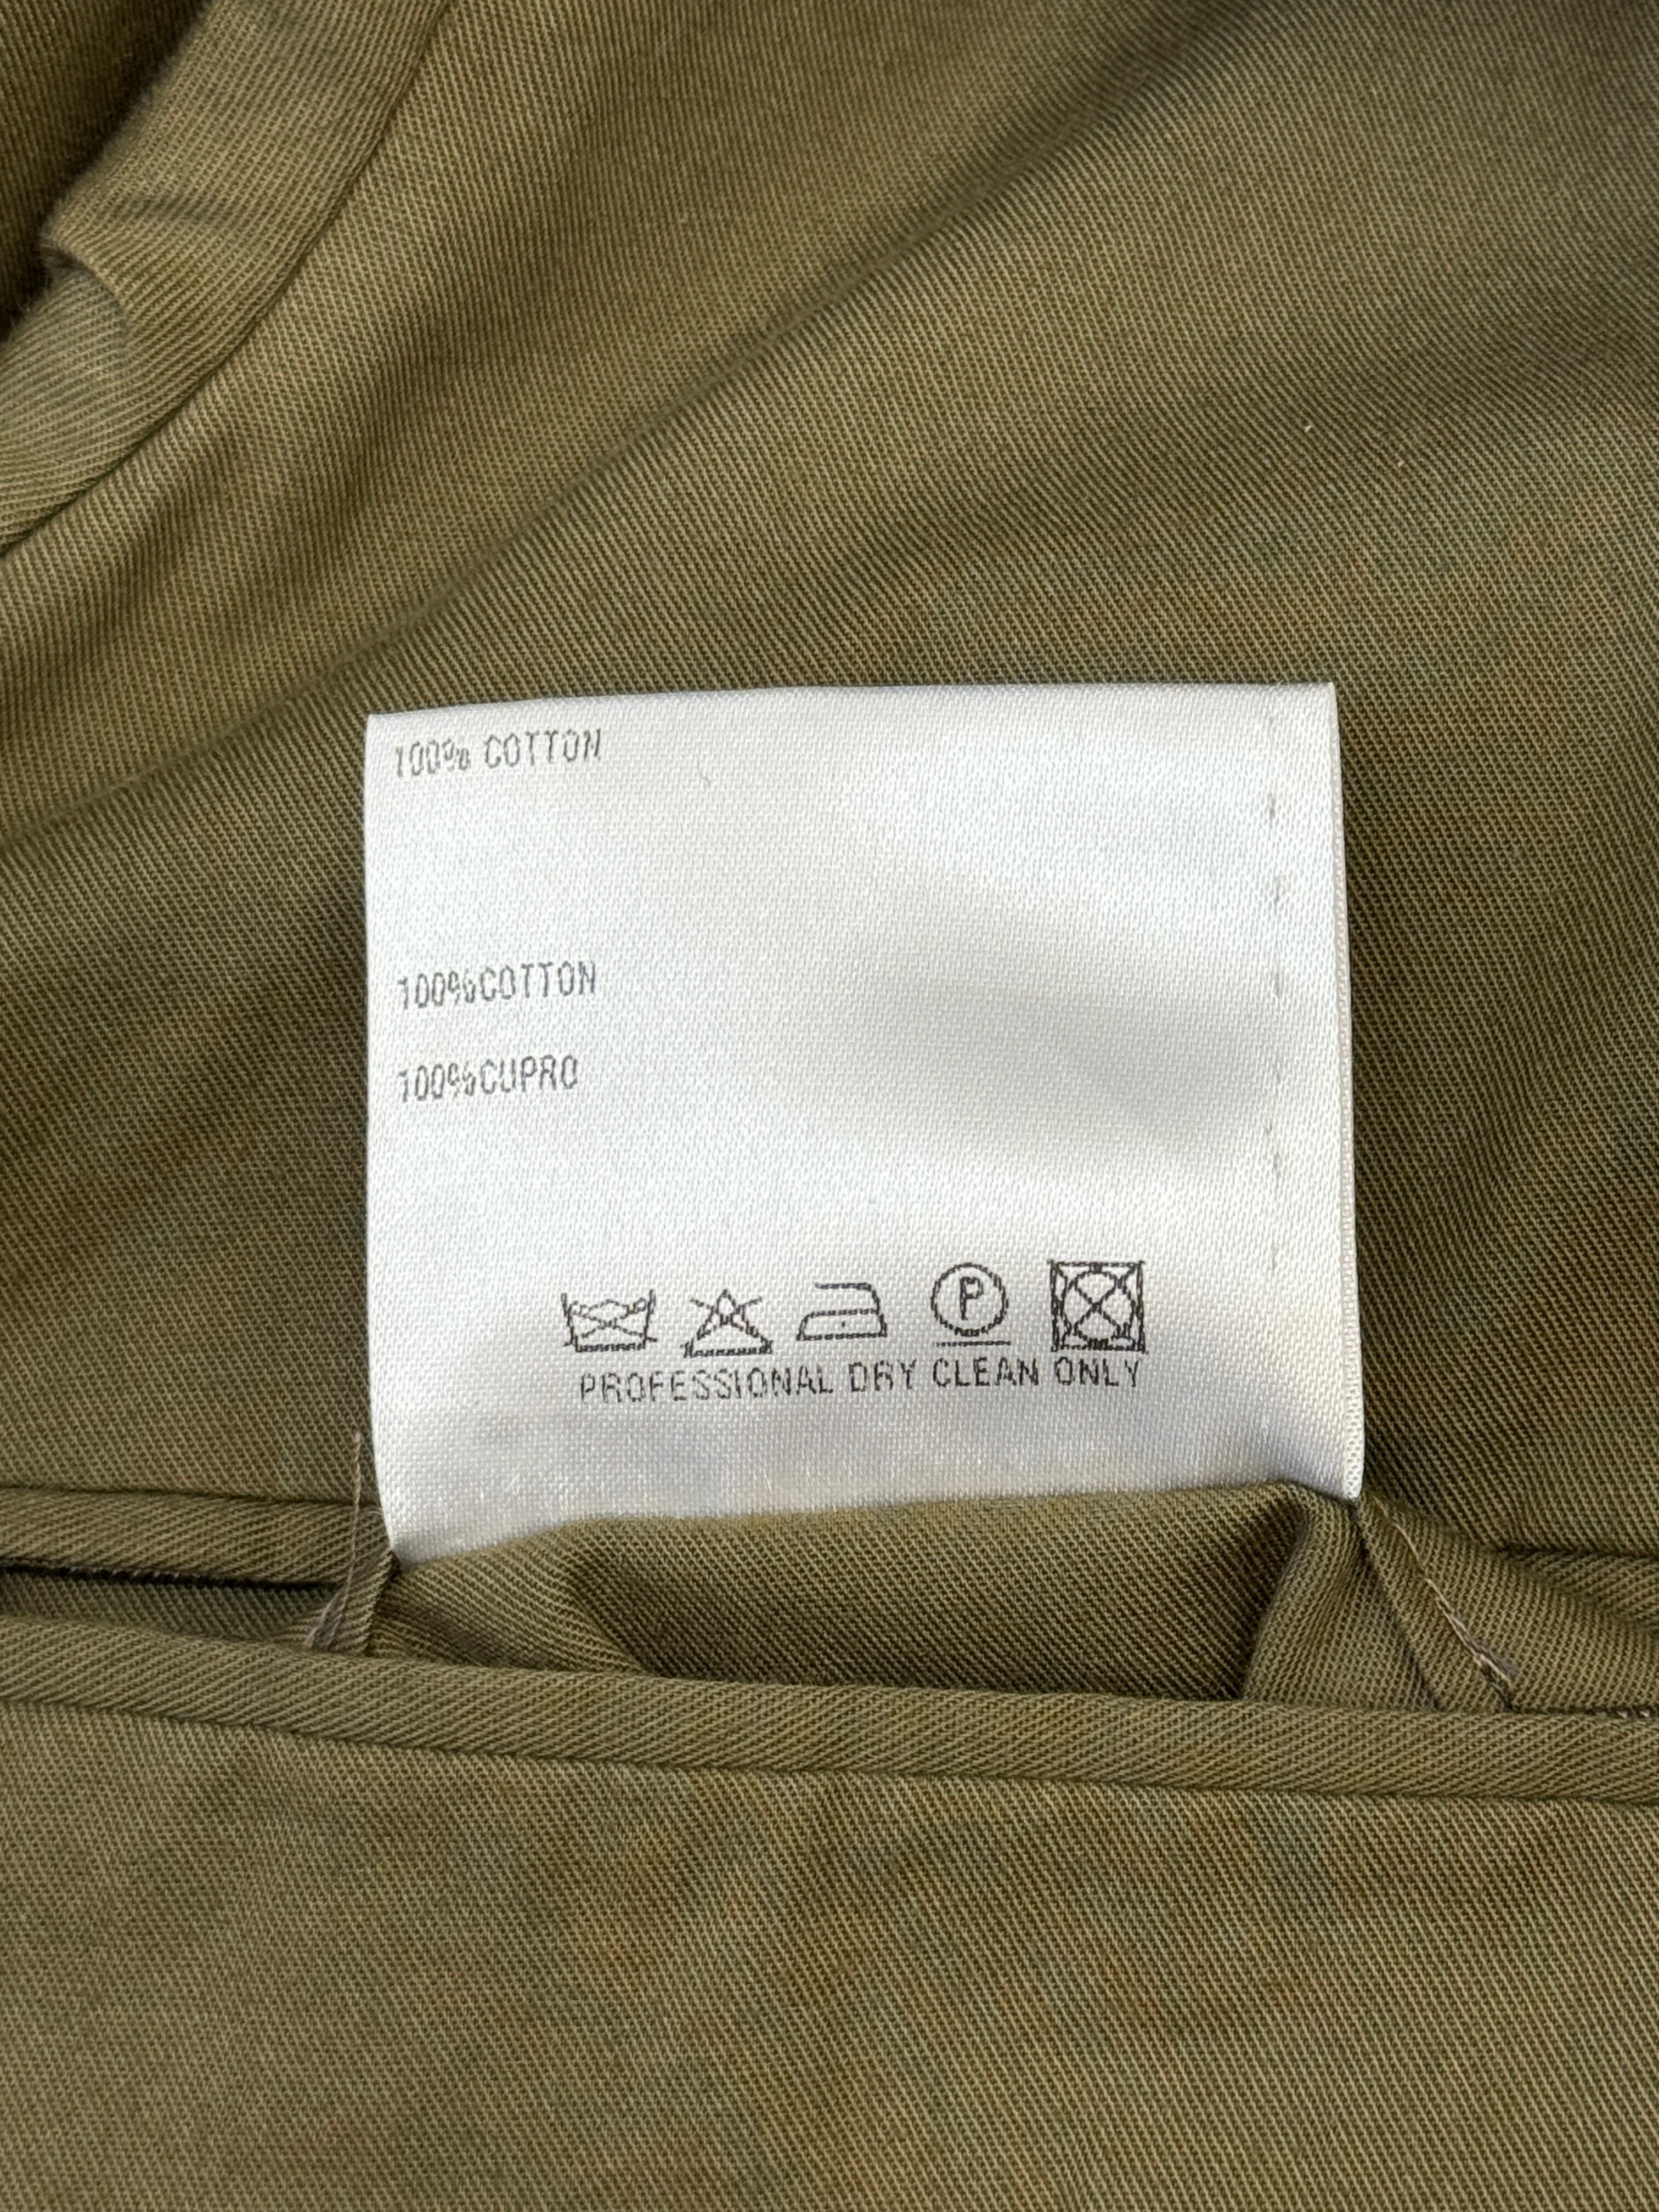 100% COTTON
100%COTTON
100%CUPRO
P
PROFESSIONAL DRY CLEAN ONLY